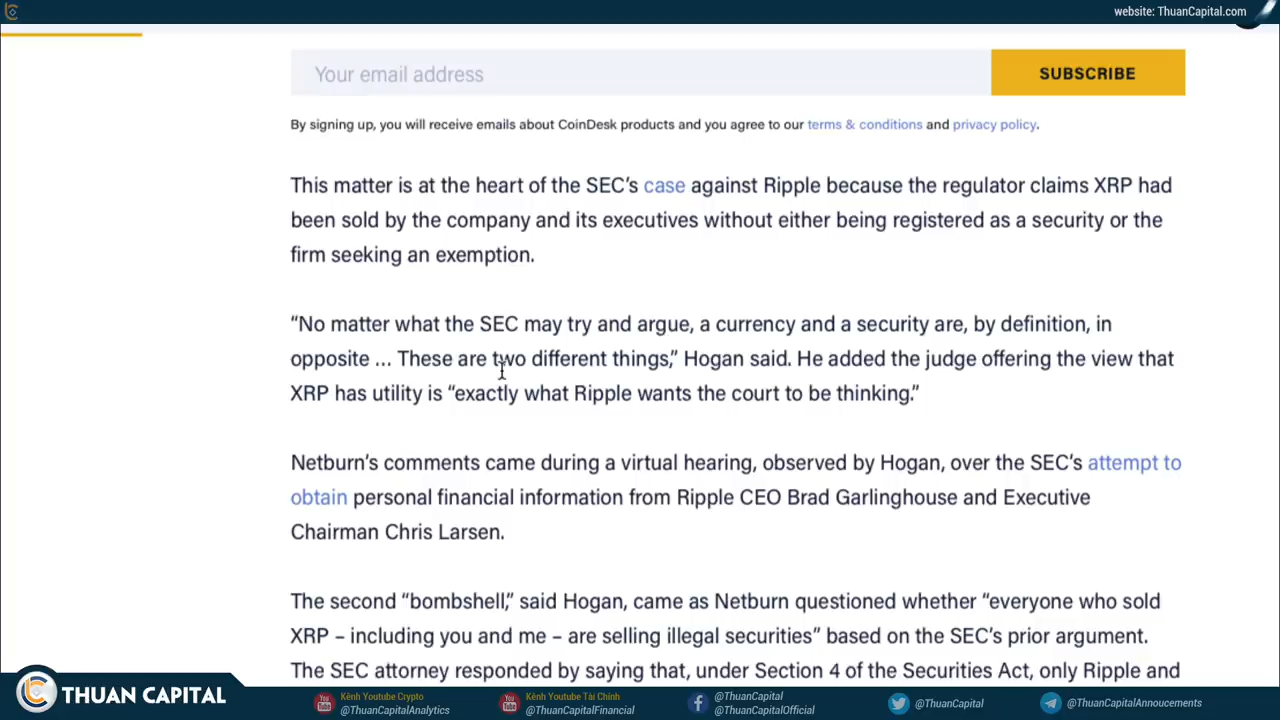 website: ThuanCapital.com
Your email address
SUBSCRIBE
By signing up, you will receive emails about CoinDesk products and you agree to our terms & conditions and privacy policy.
This matter is at the heart of the SEC’s case against Ripple because the regulator claims XRP had
been sold by the company and its executives without either being registered as a security or the
firm seeking an exemption.
“No matter what the SEC may try and argue, a currency and a security are, by definition, in
opposite … These are two different things,” Hogan said. He added the judge offering the view that
XRP has utility is “exactly what Ripple wants the court to be thinking.”
Netburn’s comments came during a virtual hearing, observed by Hogan, over the SEC’s attempt to
obtain personal financial information from Ripple CEO Brad Garlinghouse and Executive
Chairman Chris Larsen.
The second “bombshell,” said Hogan, came as Netburn questioned whether “everyone who sold
XRP – including you and me – are selling illegal securities” based on the SEC’s prior argument.
The SEC attorney responded by saying that, under Section 4 of the Securities Act, only Ripple and
THUAN CAPITAL
You Tube
Kênh Youtube Crypto
@ThuanCapitalAnalytics
You Tube
Kênh Youtube Tài Chính
@ThuanCapitalFinancial
@ThuanCapital
@ThuanCapitalOfficial
@ThuanCapital
@ThuanCapitalAnnoucements